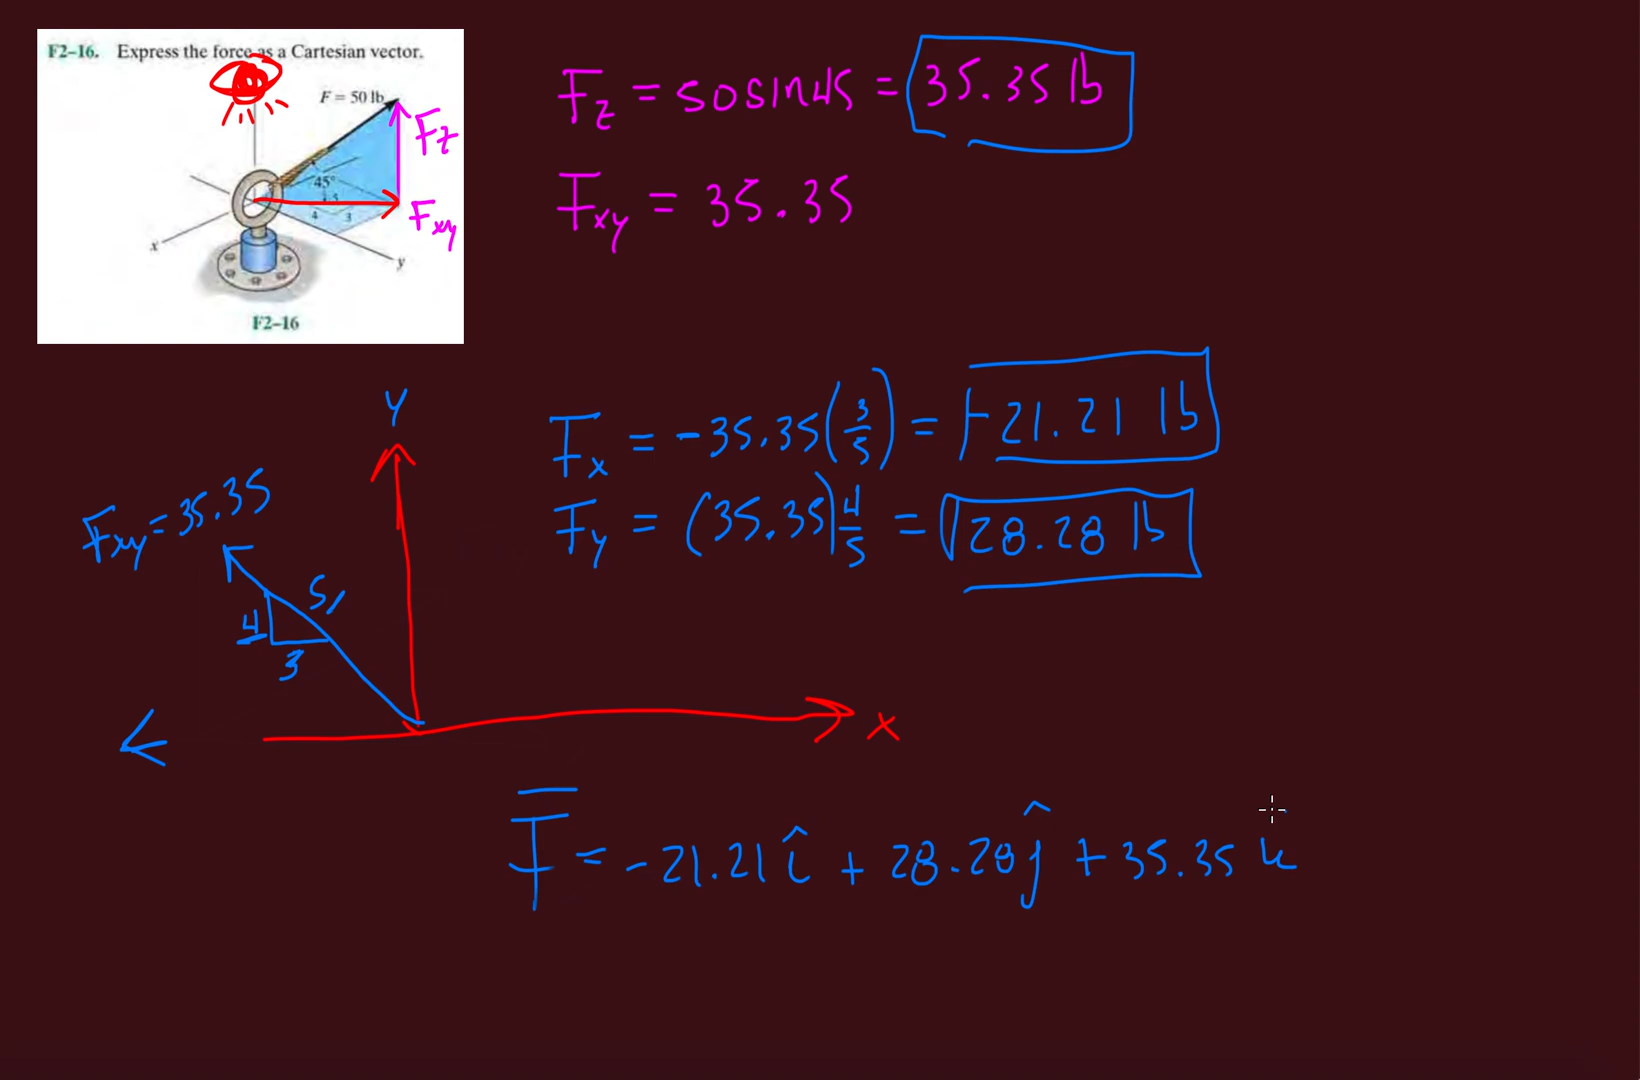 F2–16. Express the force as a Cartesian vector.
F = 50 lb
Fz
45°
5
4 3
Fxy
x
y
F2–16
Fz = 50sin45 = 35.35 lb
Fxy = 35.35
Y
Fx = -35.35(3/5) = -21.21 lb
Fy = (35.35)4/5 = 28.28 lb
Fxy = 35.35
5
4
3
x
F = -21.21 î + 28.28 ĵ + 35.35 k